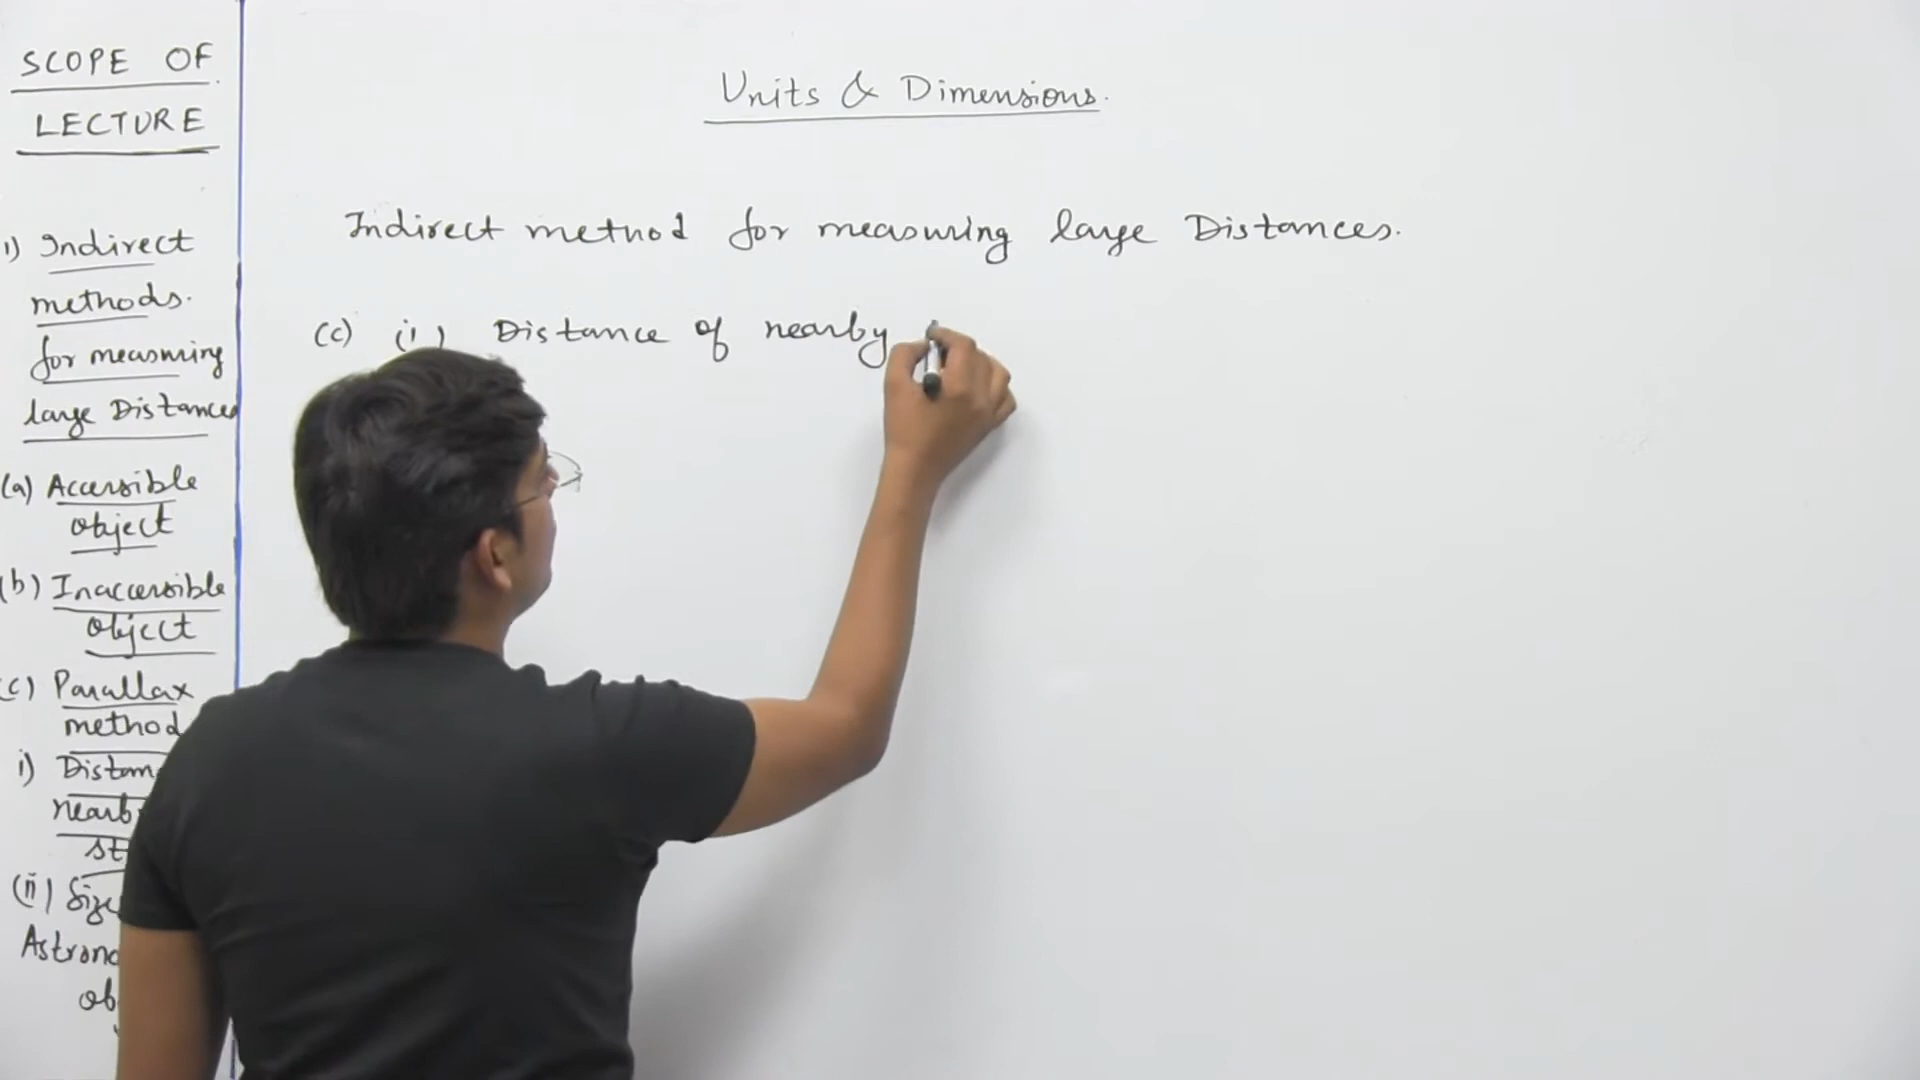 SCOPE OF
LECTURE
1) Indirect
methods.
for measuring
large Distances
(a) Accessible
object
(b) Inaccessible
object
(c) Parallax
method
i) Distan
nearb
st
(ii) Size
Astrono
ob
Units & Dimensions.
Indirect method for measuring large Distances.
(c) (i) Distance of nearby